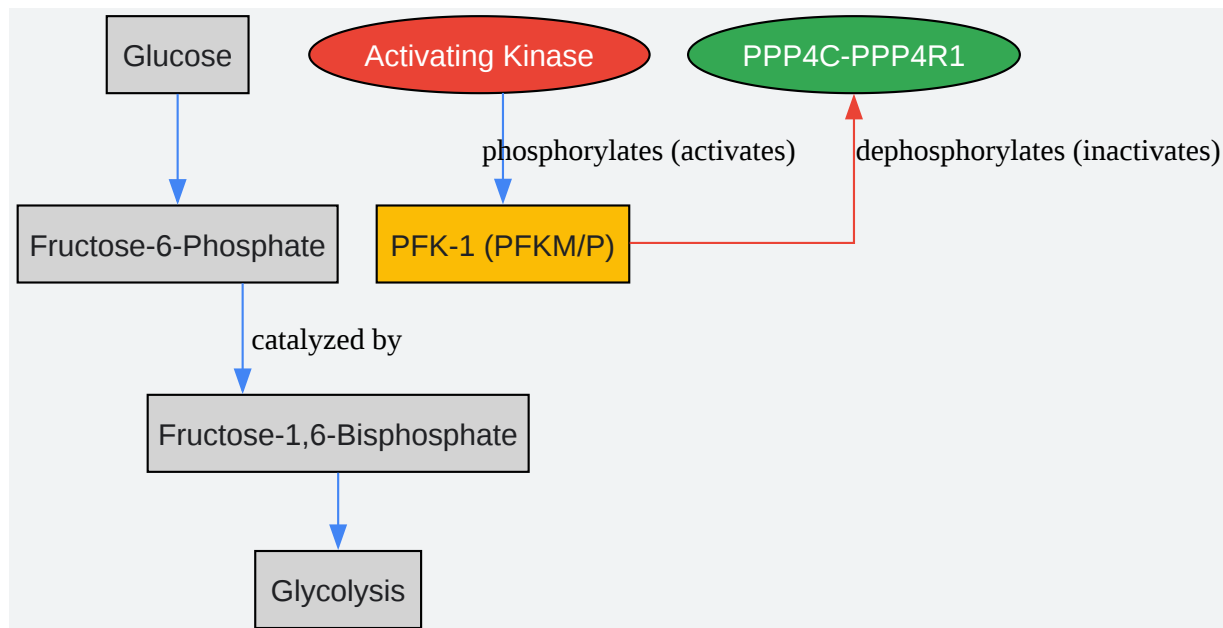 Glucose
Activating Kinase
PPP4C-PPP4R1
phosphorylates (activates)
dephosphorylates (inactivates)
Fructose-6-Phosphate
PFK-1 (PFKM/P)
catalyzed by
Fructose-1,6-Bisphosphate
Glycolysis